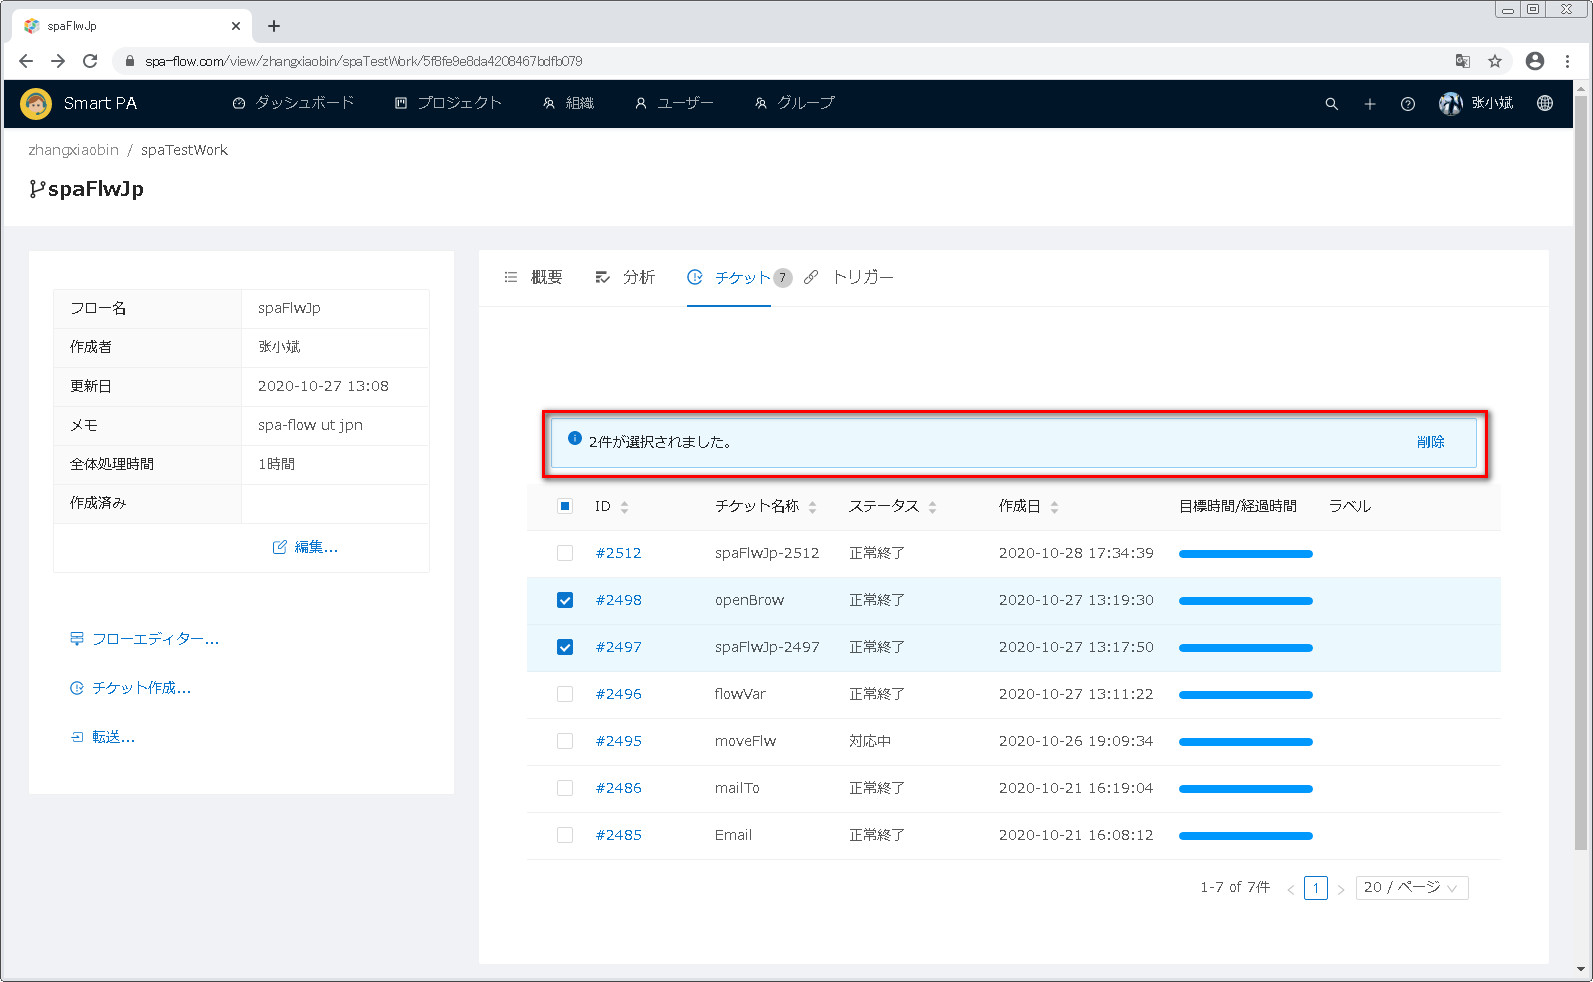 spaFlwJp
spa-flow.com/view/zhangxiaobin/spaTestWork/5f8fe9e8da4208467bdfb079
Smart PA ダッシュボード プロジェクト 組織 ユーザー グループ 张小斌
zhangxiaobin / spaTestWork
spaFlwJp
フロー名 spaFlwJp
作成者 张小斌
更新日 2020-10-27 13:08
メモ spa-flow ut jpn
全体処理時間 1時間
作成済み
編集...
フローエディター...
チケット作成...
転送...
概要 分析 チケット 7 トリガー
2件が選択されました。 削除
ID チケット名称 ステータス 作成日 目標時間/経過時間 ラベル
#2512 spaFlwJp-2512 正常終了 2020-10-28 17:34:39
#2498 openBrow 正常終了 2020-10-27 13:19:30
#2497 spaFlwJp-2497 正常終了 2020-10-27 13:17:50
#2496 flowVar 正常終了 2020-10-27 13:11:22
#2495 moveFlw 対応中 2020-10-26 19:09:34
#2486 mailTo 正常終了 2020-10-21 16:19:04
#2485 Email 正常終了 2020-10-21 16:08:12
1-7 of 7件 < 1 > 20 / ページ